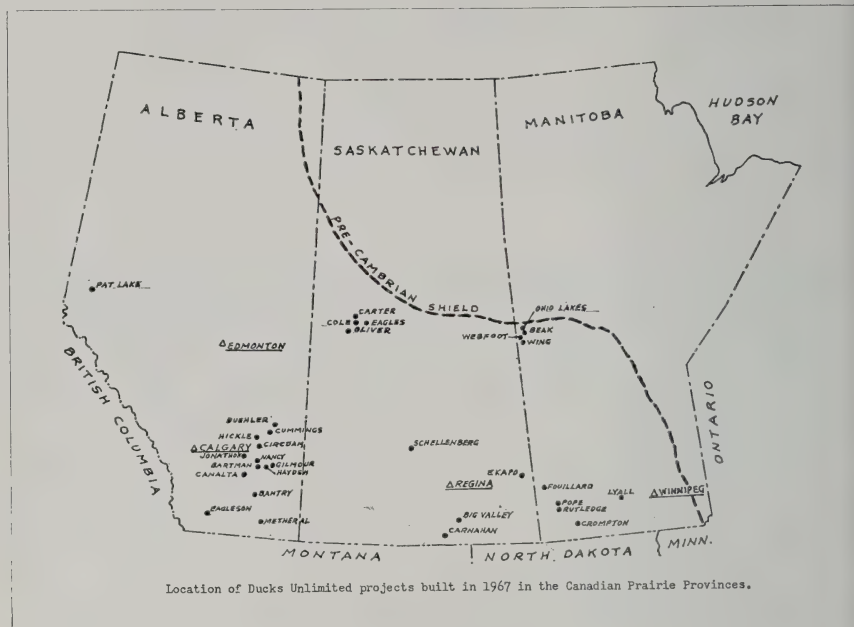 ALBERTA
SASKATCHEWAN
MANITOBA
HUDSON
BAY
PRE-CAMBRIAN SHIELD
PAT. LAKE
BRITISH COLUMBIA
CARTER
COLE
EAGLES
OLIVER
OHIO LAKES
BEAK
WEBFOOT
WING
EDMONTON
ONTARIO
BUEHLER
CUMMINGS
HICKLE
CALGARY
CIRCDAM
NANCY
BARTMAN
GILMOUR
HAYDEN
CANALTA
BANTRY
EAGLESON
METHERAL
SCHELLENBERG
EKAPO
REGINA
FOUILLARD
LYALL
WINNIPEG
POPE
RUTLEDGE
CROMPTON
BIG VALLEY
CARNAHAN
MONTANA
NORTH DAKOTA
MINN.
Location of Ducks Unlimited projects built in 1967 in the Canadian Prairie Provinces.